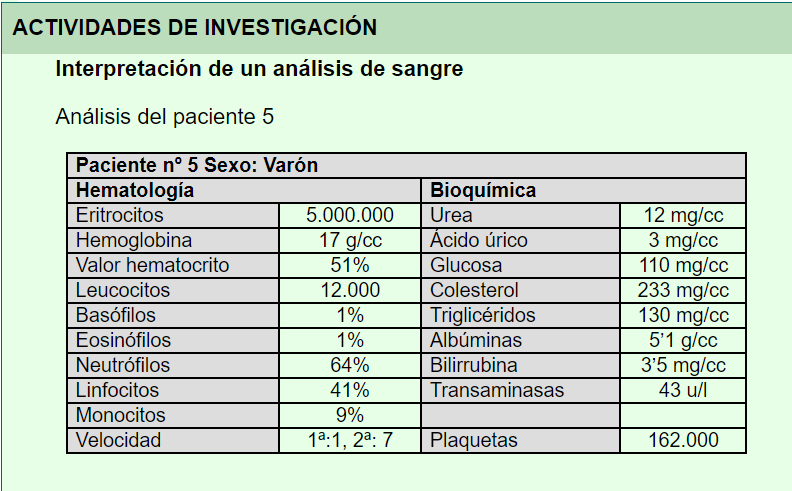 ACTIVIDADES DE INVESTIGACIÓN
Interpretación de un análisis de sangre
Análisis del paciente 5
Paciente nº 5 Sexo: Varón
Hematología Bioquímica
Eritrocitos 5.000.000 Urea 12 mg/cc
Hemoglobina 17 g/cc Ácido úrico 3 mg/cc
Valor hematocrito 51% Glucosa 110 mg/cc
Leucocitos 12.000 Colesterol 233 mg/cc
Basófilos 1% Triglicéridos 130 mg/cc
Eosinófilos 1% Albúminas 5’1 g/cc
Neutrófilos 64% Bilirrubina 3’5 mg/cc
Linfocitos 41% Transaminasas 43 u/l
Monocitos 9%
Velocidad 1ª:1, 2ª: 7 Plaquetas 162.000